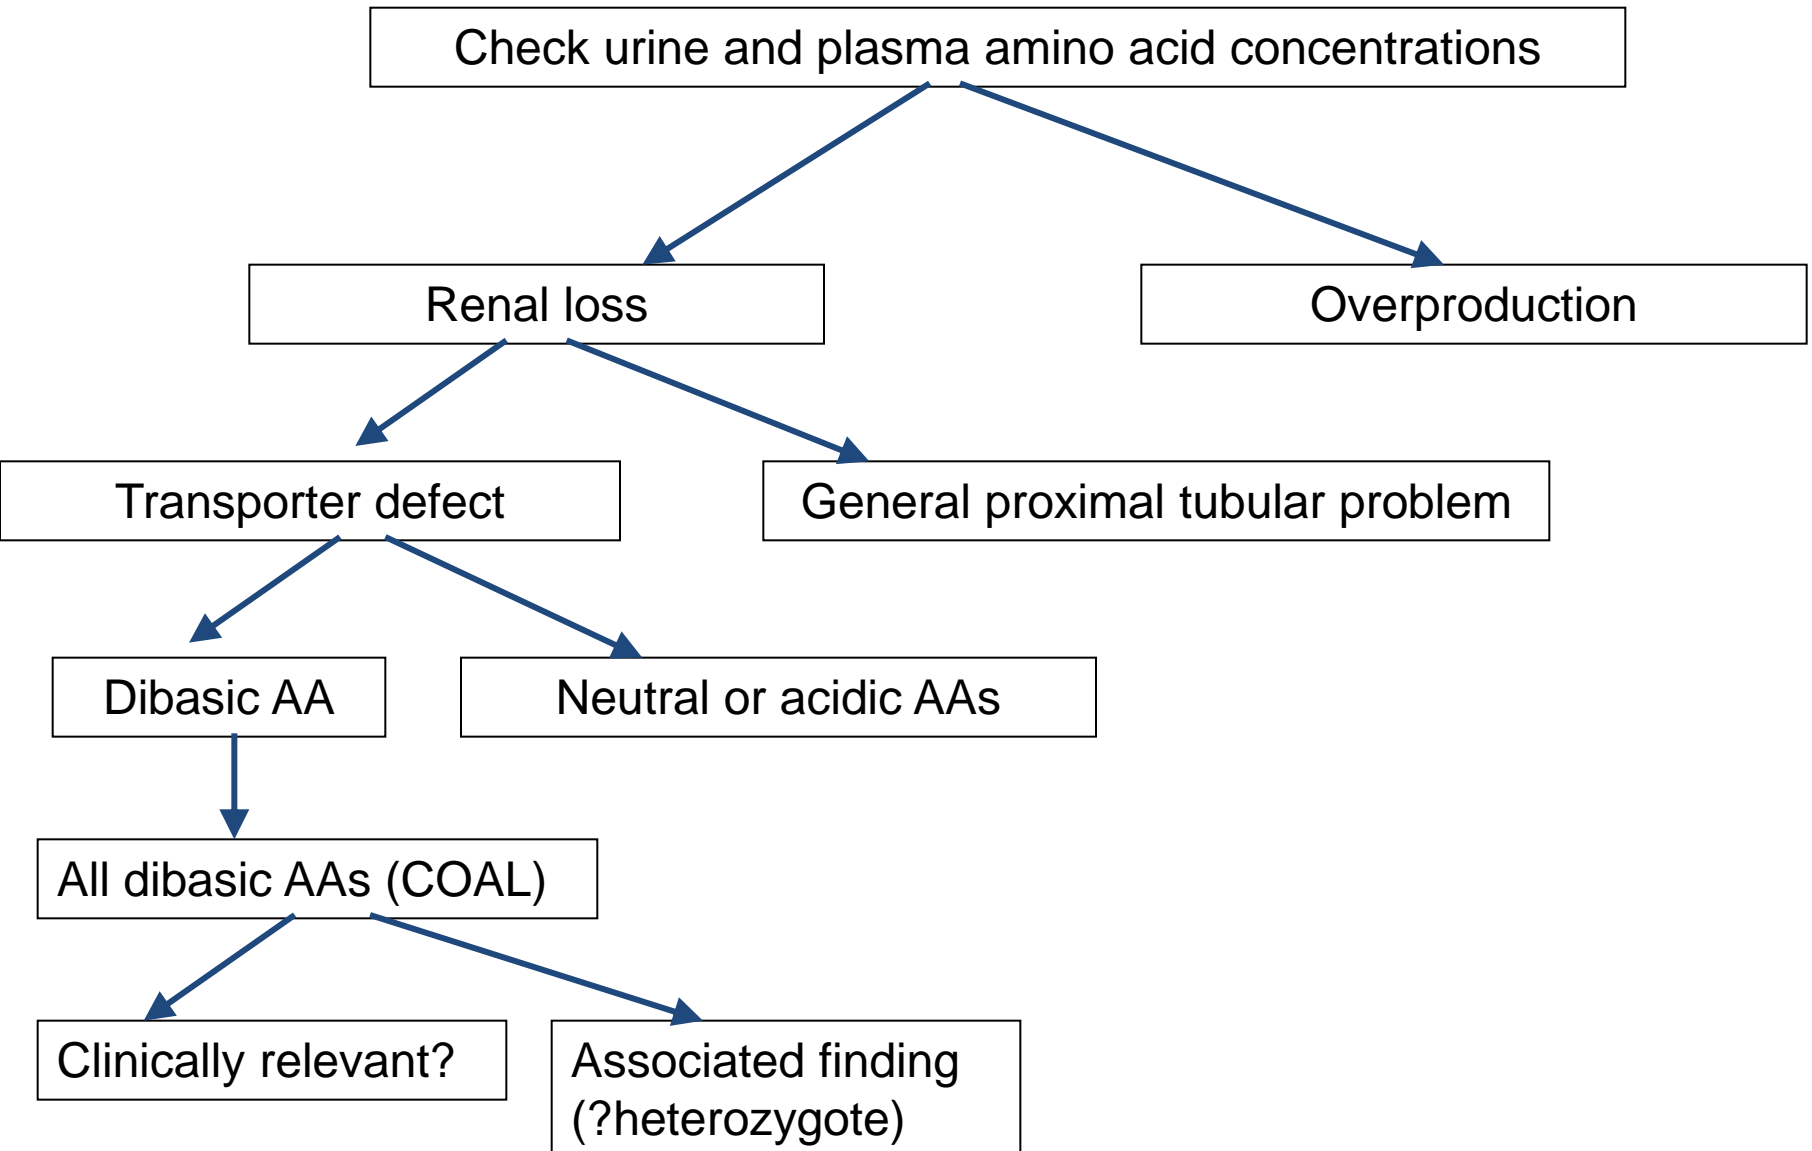 Check urine and plasma amino acid concentrations
Renal loss
Overproduction
Transporter defect
General proximal tubular problem
Dibasic AA
Neutral or acidic AAs
All dibasic AAs (COAL)
Clinically relevant?
Associated finding
(?heterozygote)